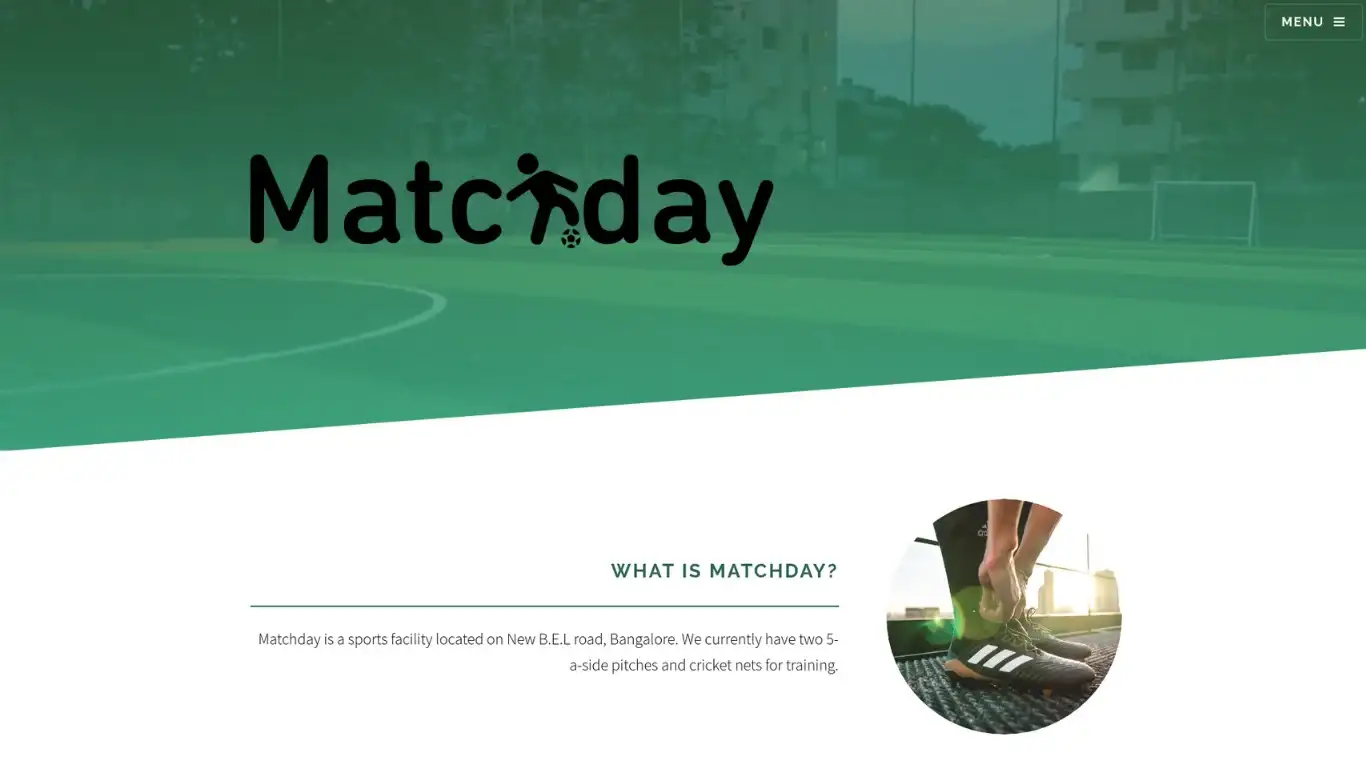 MENU
Matchday
WHAT IS MATCHDAY?
Matchday is a sports facility located on New B.E.L road, Bangalore. We currently have two 5-
a-side pitches and cricket nets for training.